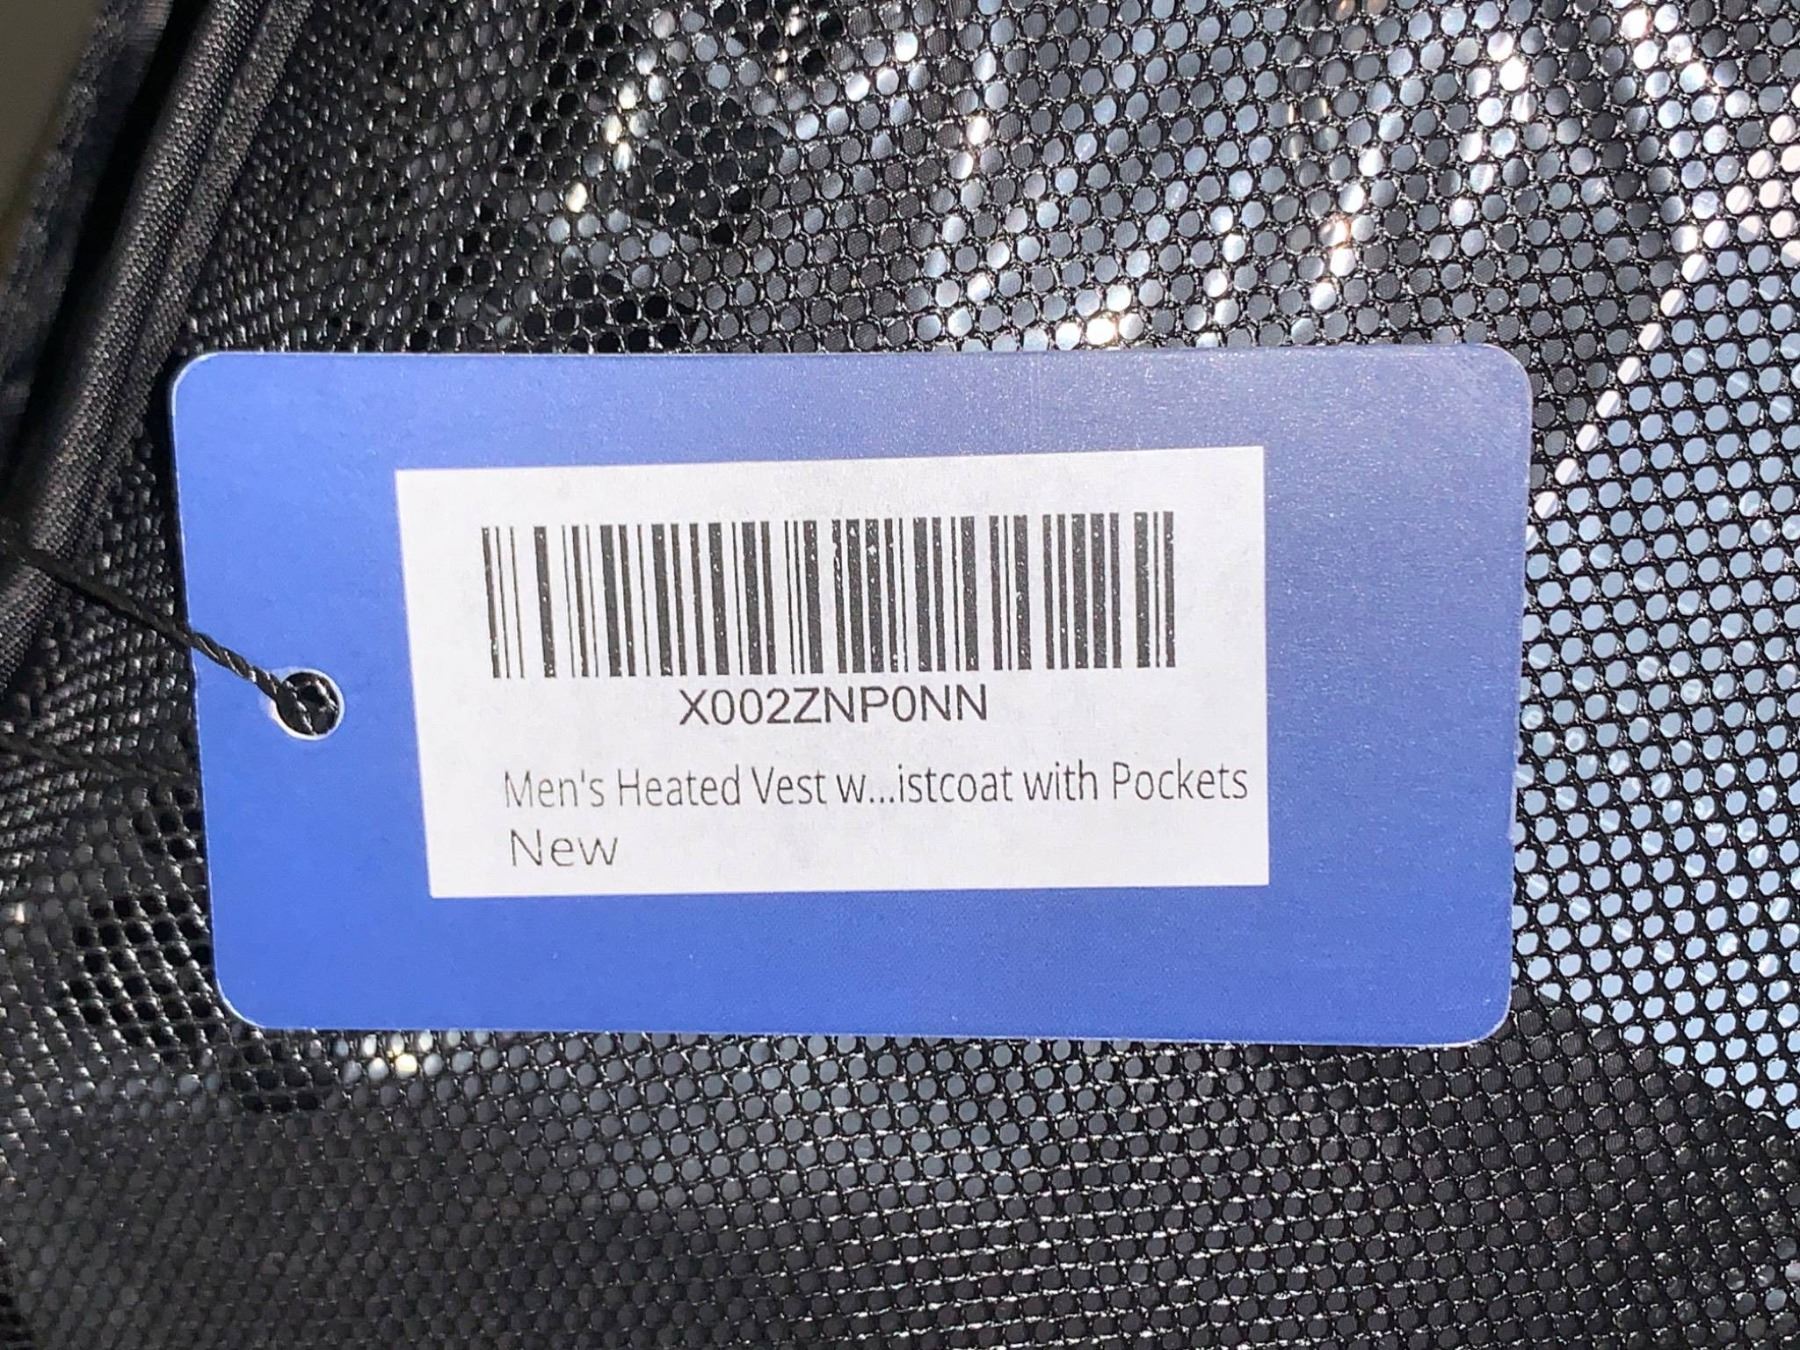 X002ZNP0NN
Men's Heated Vest w...istcoat with Pockets
New